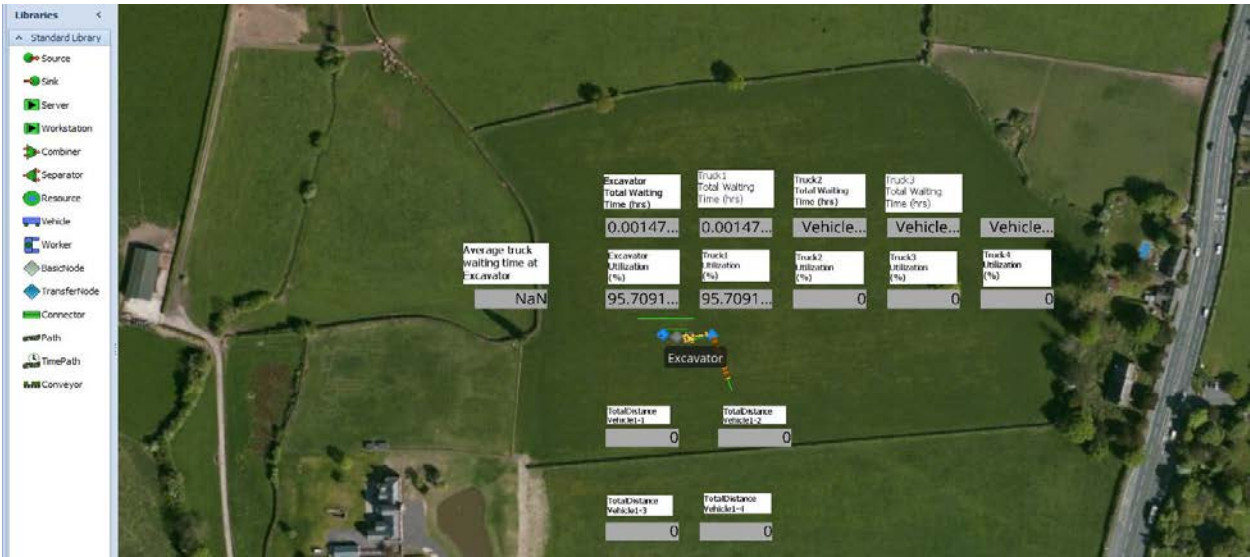 Libraries <
Standard Library
Source
Sink
Server
Workstation
Combiner
Separator
Resource
Vehicle
Worker
BasicNode
TransferNode
Connector
Path
TimePath
Conveyor
Excavator
Total Waiting
Time (hrs)
Truck1
Total Waiting
Time (hrs)
Truck2
Total Waiting
Time (hrs)
Truck3
Total Waiting
Time (hrs)
0.00147...
0.00147...
Vehicle...
Vehicle...
Vehicle...
Average truck
waiting time at
Excavator
NaN
Excavator
Utilization
(%)
Truck1
Utilization
(%)
Truck2
Utilization
(%)
Truck3
Utilization
(%)
Truck4
Utilization
(%)
95.7091...
95.7091...
0
0
0
Excavator
TotalDistance
Vehicle1-1
0
TotalDistance
Vehicle1-2
0
TotalDistance
Vehicle1-3
0
TotalDistance
Vehicle1-4
0